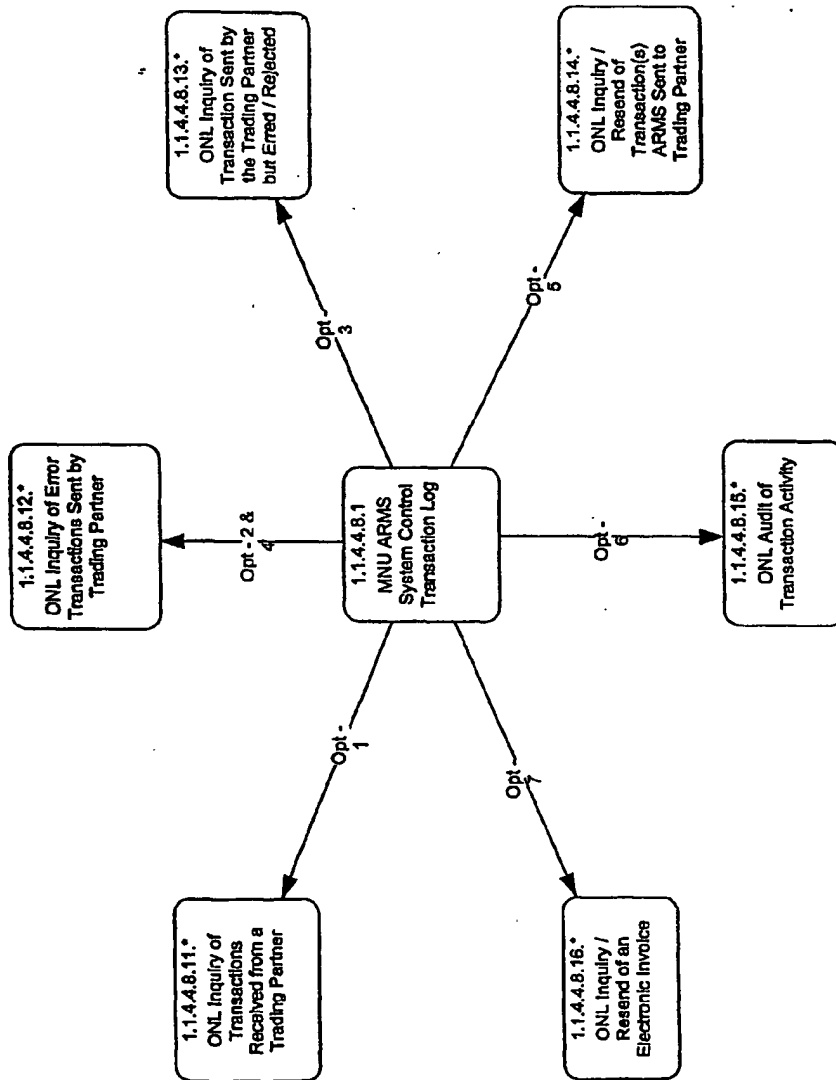 1.1.4.4.8.12.*
ONL Inquiry of Error
Transactions Sent by
Trading Partner
1.1.4.4.8.13.*
ONL Inquiry of
Transaction Sent by
the Trading Partner
but Erred / Rejected
1.1.4.4.8.11.*
ONL Inquiry of
Transactions
Received from a
Trading Partner
Opt - 2 &
4
Opt -
3
Opt -
1
1.1.4.4.8.1
MNU ARMS
System Control
Transaction Log
Opt -
5
Opt -
7
Opt -
6
1.1.4.4.8.14.*
ONL Inquiry /
Resend of
Transaction(s)
ARMS Sent to
Trading Partner
1.1.4.4.8.16.*
ONL Inquiry /
Resend of an
Electronic Invoice
1.1.4.4.8.15.*
ONL Audit of
Transaction Activity